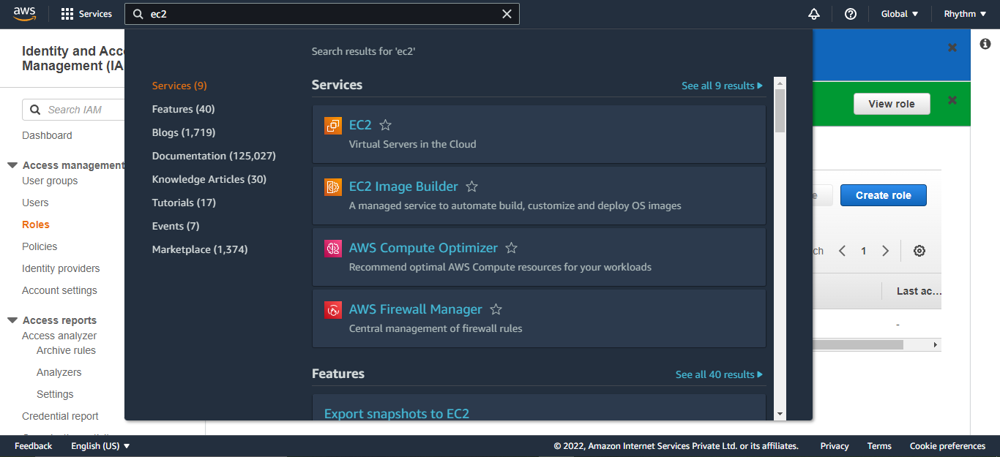 aws
Services
ec2
Global ▼
Rhythm ▼
Identity and Acc
Management (IA
Search IAM
Dashboard
Access management
User groups
Users
Roles
Policies
Identity providers
Account settings
Access reports
Access analyzer
Archive rules
Analyzers
Settings
Credential report
Search results for 'ec2'
Services (9)
Features (40)
Blogs (1,719)
Documentation (125,027)
Knowledge Articles (30)
Tutorials (17)
Events (7)
Marketplace (1,374)
Services
See all 9 results
EC2
Virtual Servers in the Cloud
EC2 Image Builder
A managed service to automate build, customize and deploy OS images
AWS Compute Optimizer
Recommend optimal AWS Compute resources for your workloads
AWS Firewall Manager
Central management of firewall rules
Features
See all 40 results
Export snapshots to EC2
View role
e
Create role
ch
1
Last ac...
-
Feedback
English (US) ▼
© 2022, Amazon Internet Services Private Ltd. or its affiliates.
Privacy
Terms
Cookie preferences